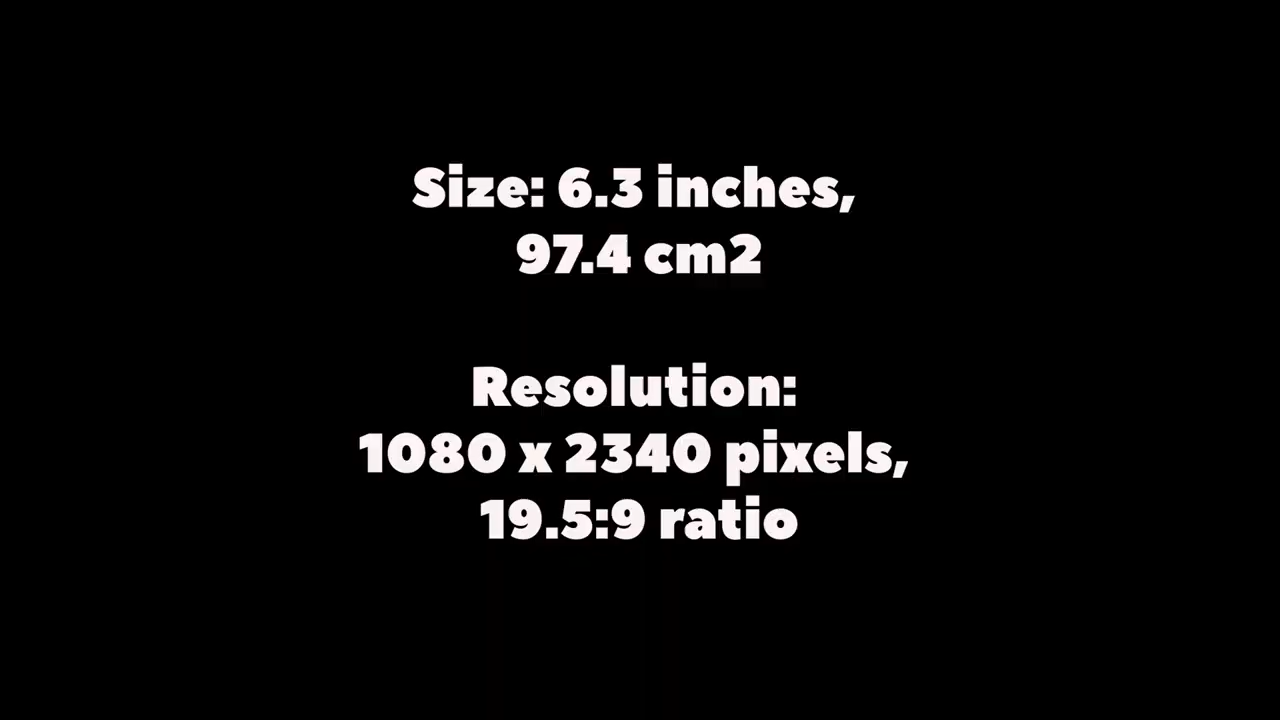 Size: 6.3 inches,
97.4 cm2
Resolution:
1080 x 2340 pixels,
19.5:9 ratio